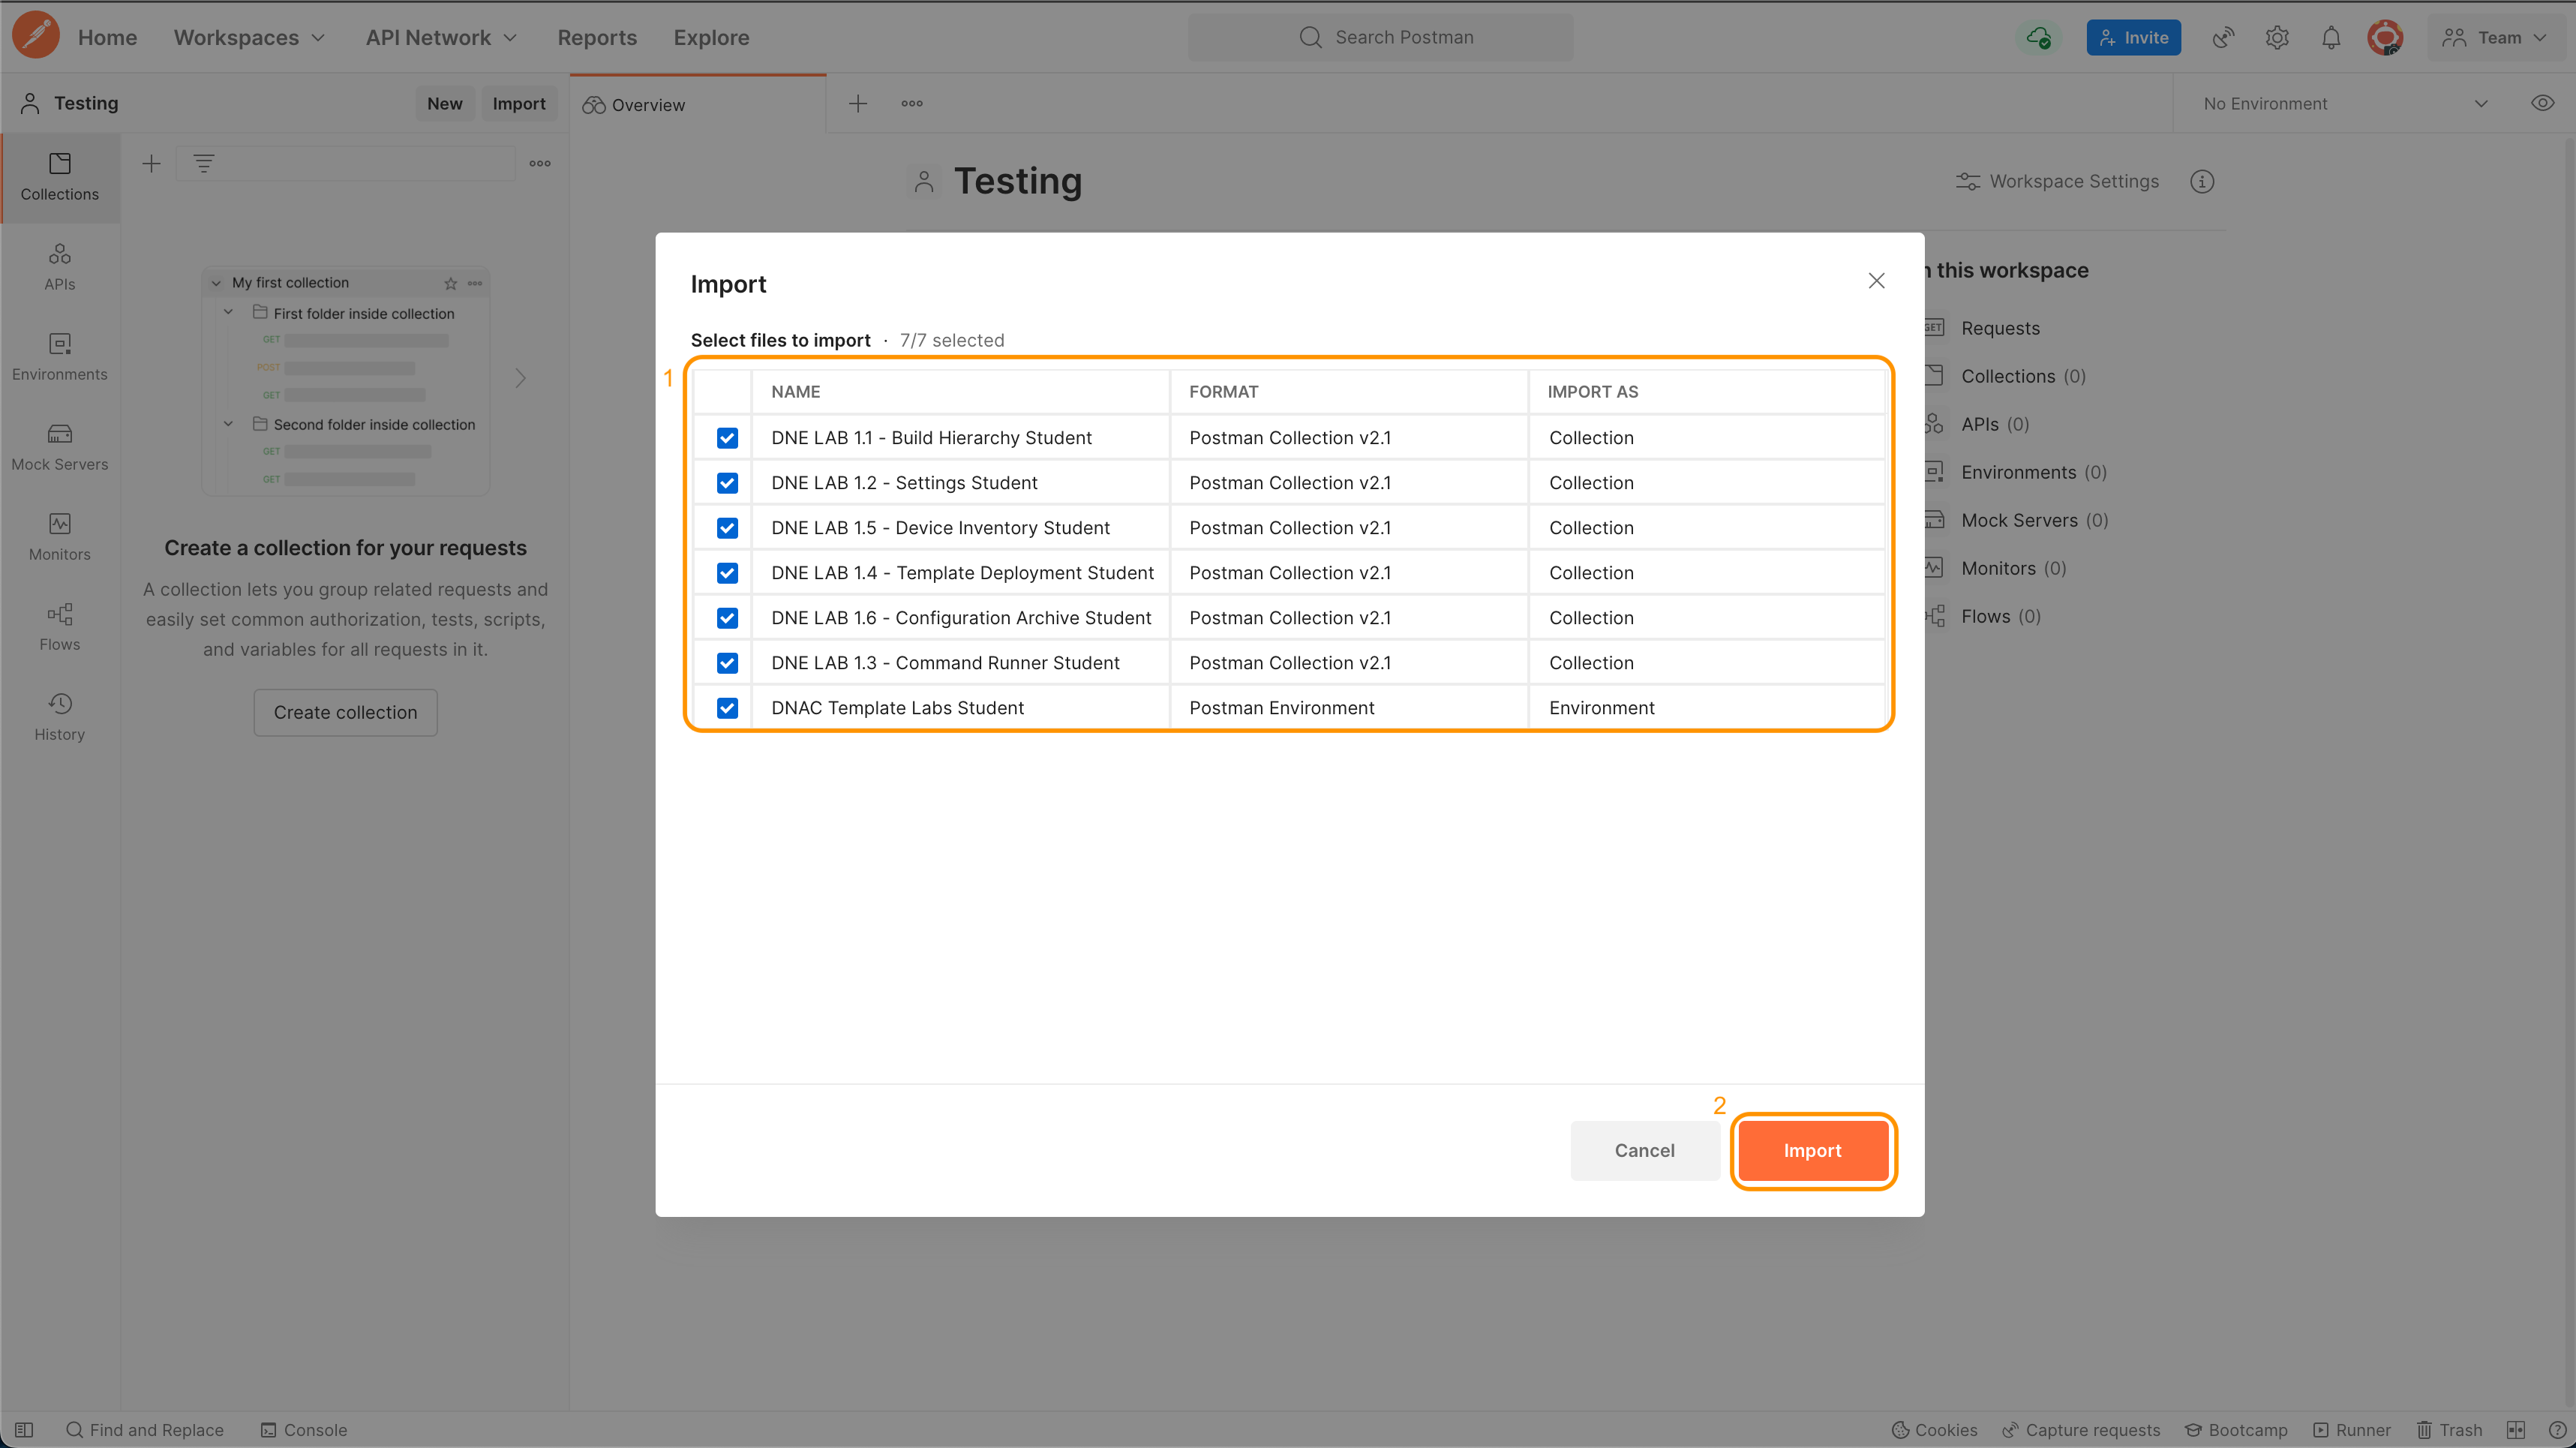 Home Workspaces API Network Reports Explore Search Postman Invite Team
Testing New Import Overview No Environment
Collections
APIs
Environments
Mock Servers
Monitors
Flows
History
My first collection
First folder inside collection
GET
POST
GET
Second folder inside collection
GET
GET
Create a collection for your requests
A collection lets you group related requests and
easily set common authorization, tests, scripts,
and variables for all requests in it.
Create collection
Testing Workspace Settings
n this workspace
GET Requests
Collections (0)
APIs (0)
Environments (0)
Mock Servers (0)
Monitors (0)
Flows (0)
Import
Select files to import · 7/7 selected
1
NAME FORMAT IMPORT AS
DNE LAB 1.1 - Build Hierarchy Student Postman Collection v2.1 Collection
DNE LAB 1.2 - Settings Student Postman Collection v2.1 Collection
DNE LAB 1.5 - Device Inventory Student Postman Collection v2.1 Collection
DNE LAB 1.4 - Template Deployment Student Postman Collection v2.1 Collection
DNE LAB 1.6 - Configuration Archive Student Postman Collection v2.1 Collection
DNE LAB 1.3 - Command Runner Student Postman Collection v2.1 Collection
DNAC Template Labs Student Postman Environment Environment
2
Cancel Import
Find and Replace Console Cookies Capture requests Bootcamp Runner Trash